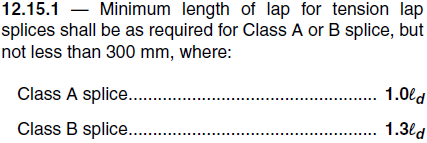 12.15.1 — Minimum length of lap for tension lap
splices shall be as required for Class A or B splice, but
not less than 300 mm, where:
Class A splice.................................................... 1.0ℓd
Class B splice.................................................... 1.3ℓd